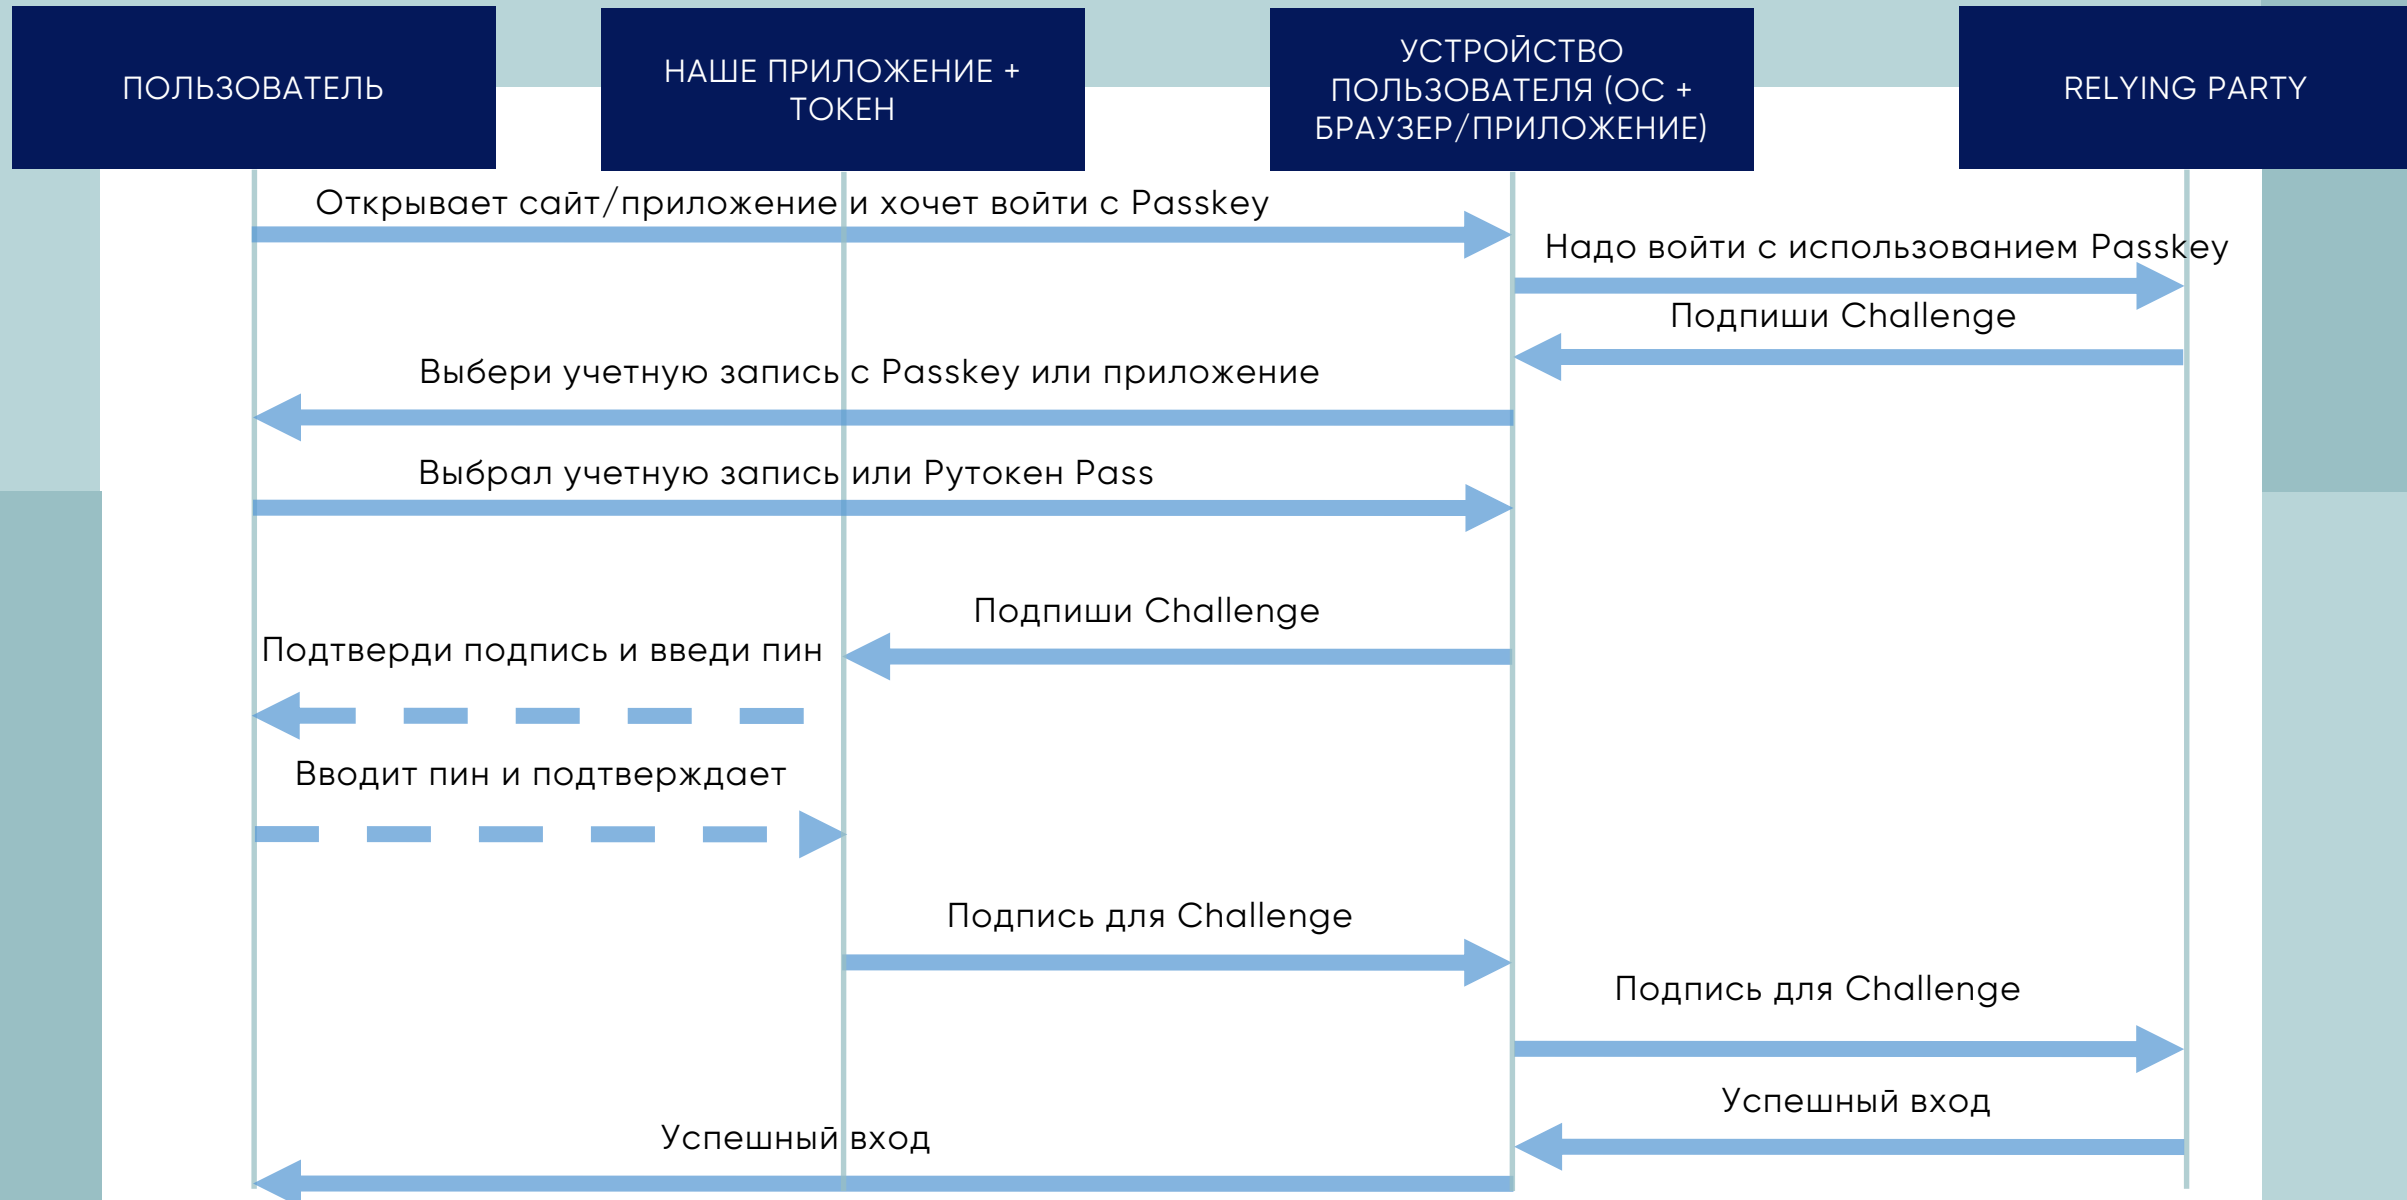 ПОЛЬЗОВАТЕЛЬ
НАШЕ ПРИЛОЖЕНИЕ +
ТОКЕН
УСТРОЙСТВО
ПОЛЬЗОВАТЕЛЯ (ОС +
БРАУЗЕР/ПРИЛОЖЕНИЕ)
RELYING PARTY
Открывает сайт/приложение и хочет войти с Passkey
Надо войти с использованием Passkey
Подпиши Challenge
Выбери учетную запись с Passkey или приложение
Выбрал учетную запись или Рутокен Pass
Подпиши Challenge
Подтверди подпись и введи пин
Вводит пин и подтверждает
Подпись для Challenge
Подпись для Challenge
Успешный вход
Успешный вход